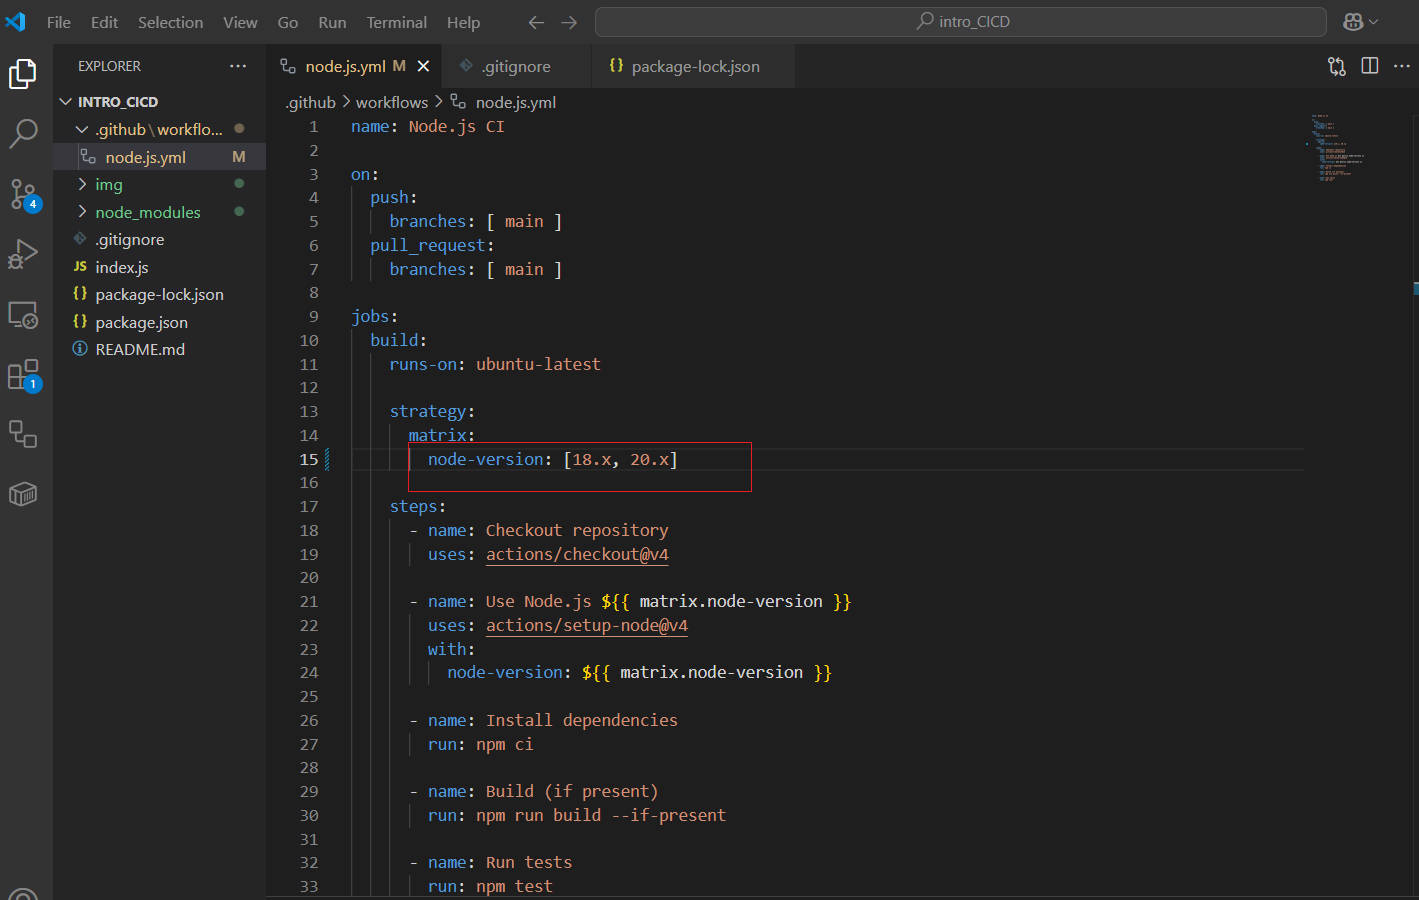 File Edit Selection View Go Run Terminal Help
intro_CICD
EXPLORER
node.js.yml M
.gitignore
{} package-lock.json
INTRO_CICD
.github\workflo...
node.js.yml M
img
node_modules
.gitignore
JS index.js
{} package-lock.json
{} package.json
README.md
4
1
.github > workflows > node.js.yml
1 name: Node.js CI
2
3 on:
4 push:
5 branches: [ main ]
6 pull_request:
7 branches: [ main ]
8
9 jobs:
10 build:
11 runs-on: ubuntu-latest
12
13 strategy:
14 matrix:
15 node-version: [18.x, 20.x]
16
17 steps:
18 - name: Checkout repository
19 uses: actions/checkout@v4
20
21 - name: Use Node.js ${{ matrix.node-version }}
22 uses: actions/setup-node@v4
23 with:
24 node-version: ${{ matrix.node-version }}
25
26 - name: Install dependencies
27 run: npm ci
28
29 - name: Build (if present)
30 run: npm run build --if-present
31
32 - name: Run tests
33 run: npm test